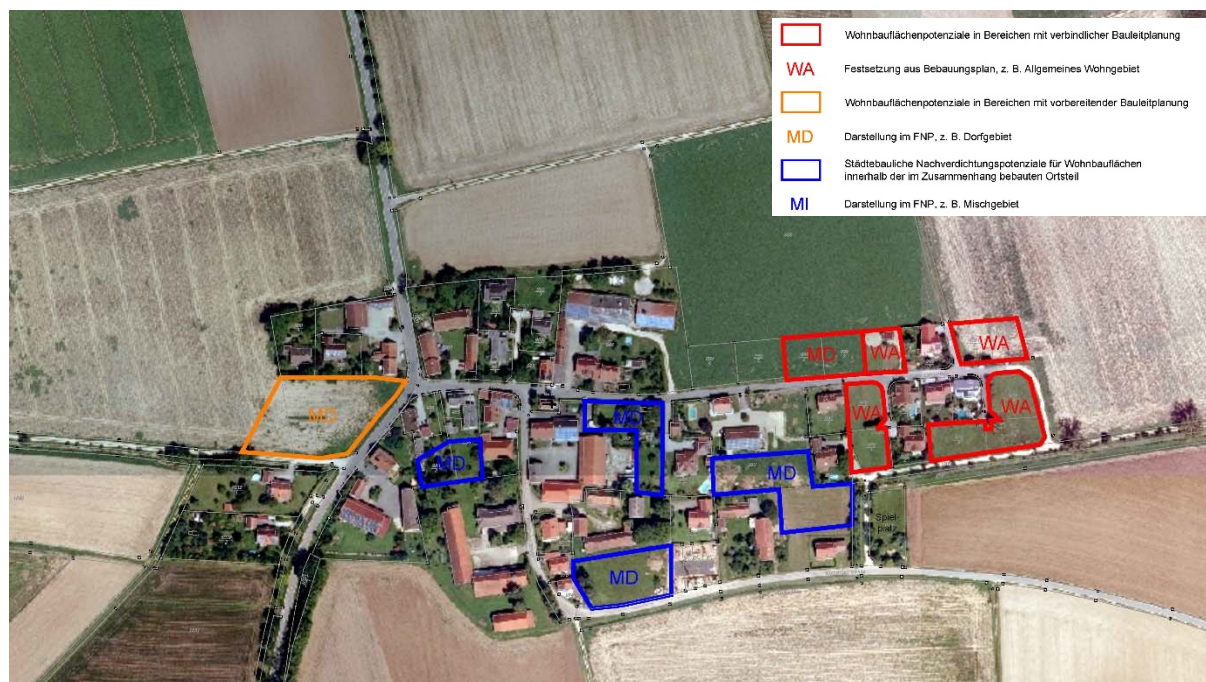 Wohnbauflächenpotenziale in Bereichen mit verbindlicher Bauleitplanung
WA Festsetzung aus Bebauungsplan, z. B. Allgemeines Wohngebiet
Wohnbauflächenpotenziale in Bereichen mit vorbereitender Bauleitplanung
MD Darstellung im FNP, z. B. Dorfgebiet
Städtebauliche Nachverdichtungspotenziale für Wohnbauflächen
innerhalb der im Zusammenhang bebauten Ortsteil
MI Darstellung im FNP, z. B. Mischgebiet
WA
MD WA
MD
MD
WA
WA
MD
MD
Spiel-
platz
MD